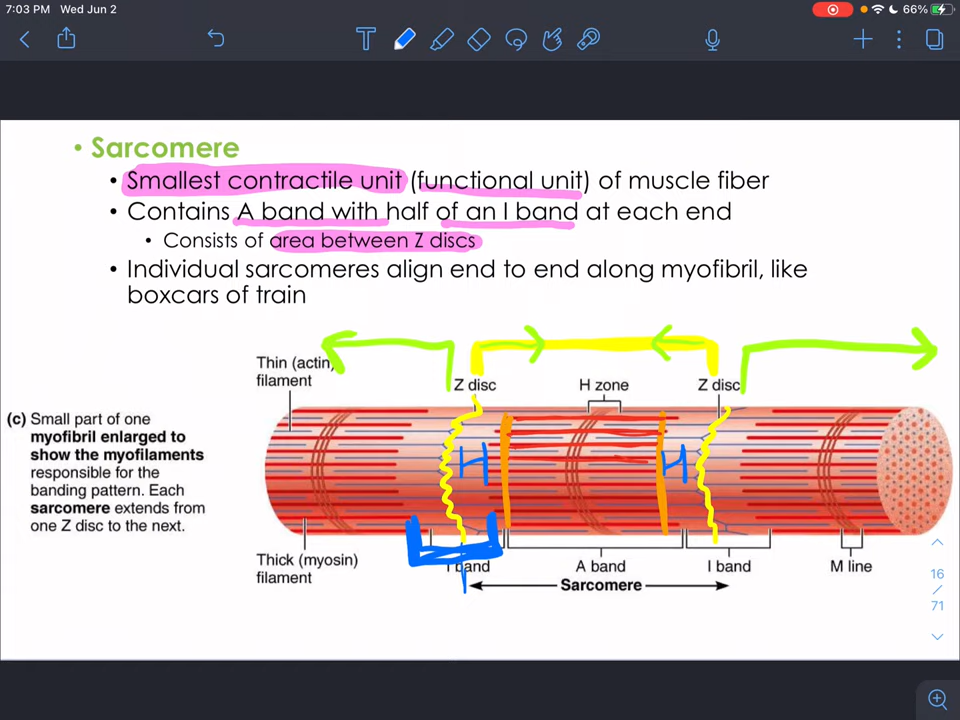 7:03 PM Wed Jun 2
66%
T
• Sarcomere
• Smallest contractile unit (functional unit) of muscle fiber
• Contains A band with half of an I band at each end
• Consists of area between Z discs
• Individual sarcomeres align end to end along myofibril, like
boxcars of train
Thin (actin)
filament
Z disc
H zone
Z disc
(c) Small part of one
myofibril enlarged to
show the myofilaments
responsible for the
banding pattern. Each
sarcomere extends from
one Z disc to the next.
H
H
Thick (myosin)
filament
I band
A band
I band
M line
Sarcomere
16
/
71